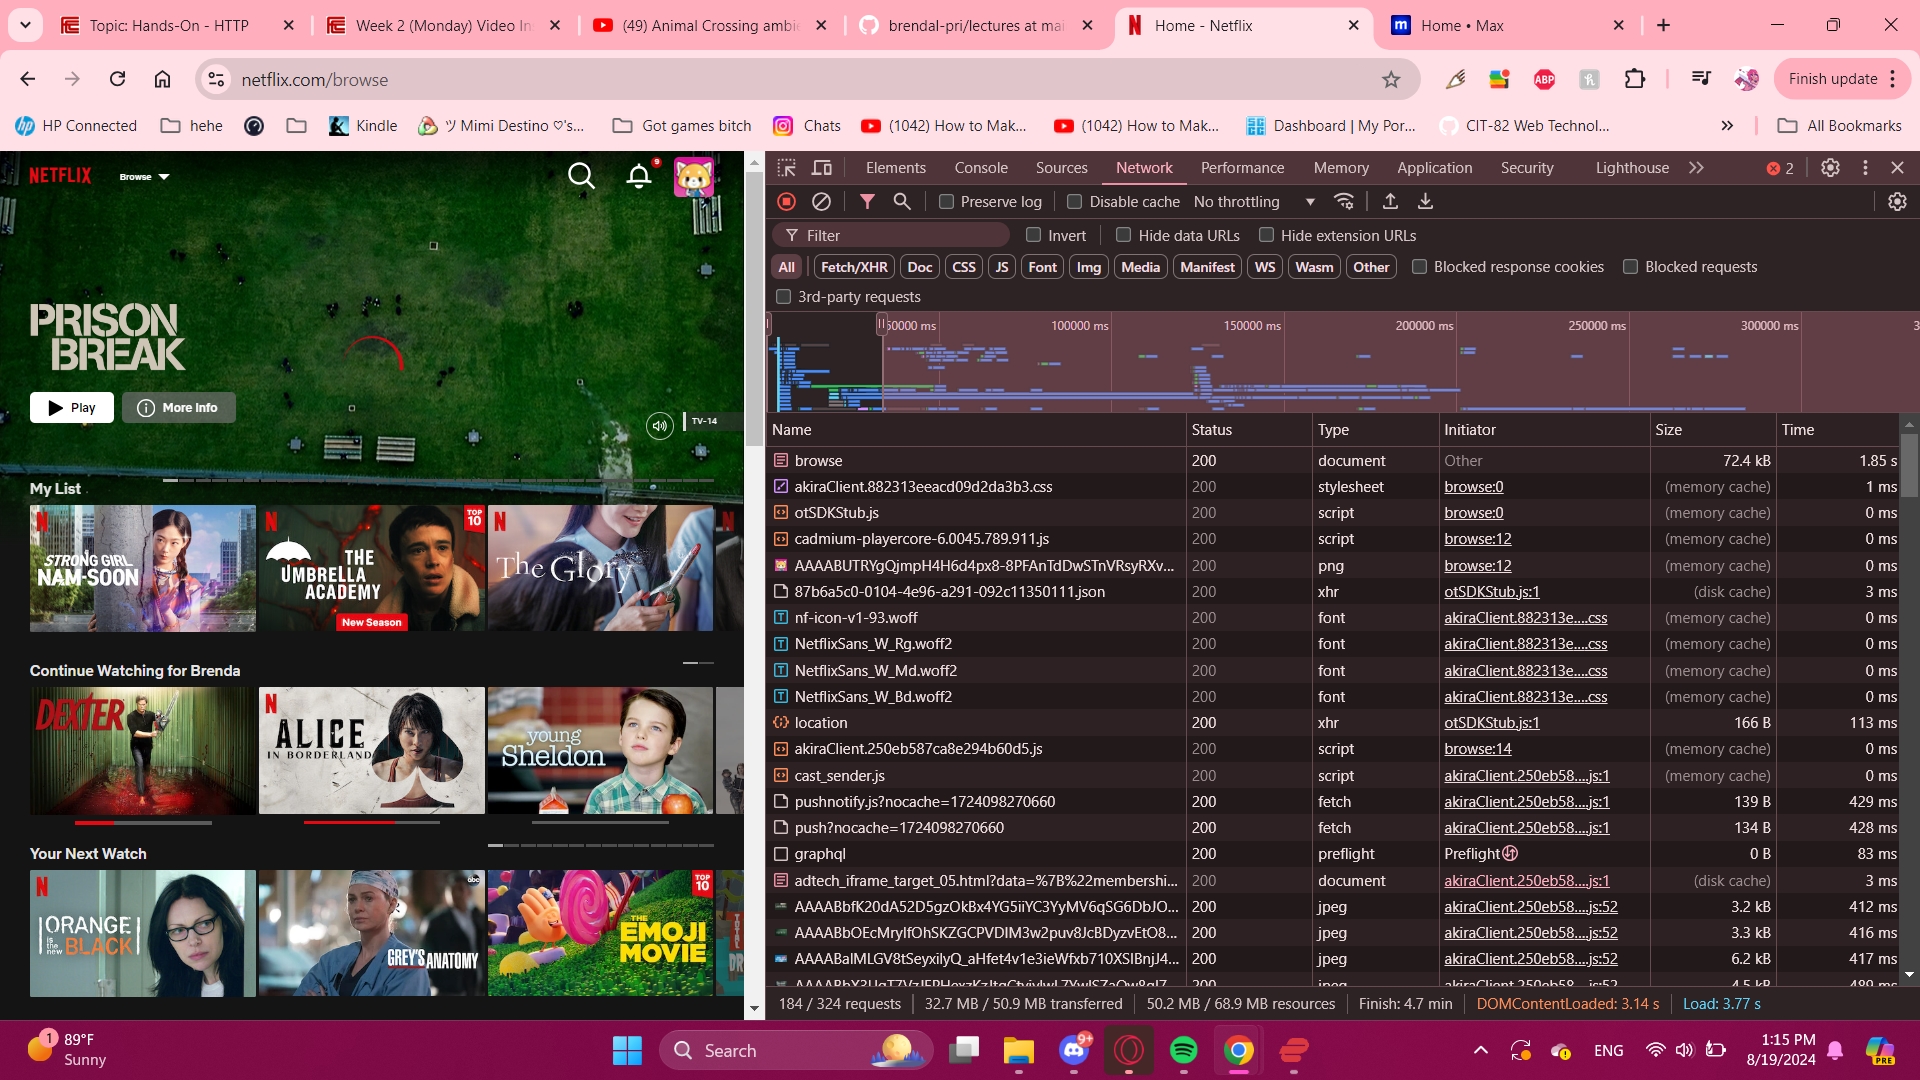 Topic: Hands-On - HTTP
Week 2 (Monday) Video In
(49) Animal Crossing ambie
brendal-pri/lectures at mai
Home - Netflix
Home • Max
netflix.com/browse
ABP
Finish update
HP Connected
hehe
Kindle
ツ Mimi Destino ♡'s...
Got games bitch
Chats
(1042) How to Mak...
(1042) How to Mak...
Dashboard | My Por...
CIT-82 Web Technol...
All Bookmarks
NETFLIX
Browse
9
PRISON
BREAK
Play
More Info
TV-14
My List
STRONG GIRL
NAM-SOON
THE
UMBRELLA
ACADEMY
New Season
TOP
10
The Glory
Continue Watching for Brenda
DEXTER
ALICE
IN BORDERLAND
young
Sheldon
Your Next Watch
ORANGE
is the new
BLACK
GREY'S ANATOMY
abc
THE
EMOJI
MOVIE
TOP
10
Elements
Console
Sources
Network
Performance
Memory
Application
Security
Lighthouse
2
Preserve log
Disable cache
No throttling
Filter
Invert
Hide data URLs
Hide extension URLs
All
Fetch/XHR
Doc
CSS
JS
Font
Img
Media
Manifest
WS
Wasm
Other
Blocked response cookies
Blocked requests
3rd-party requests
50000 ms
100000 ms
150000 ms
200000 ms
250000 ms
300000 ms
3
Name Status Type Initiator Size Time
browse 200 document Other 72.4 kB 1.85 s
akiraClient.882313eeacd09d2da3b3.css 200 stylesheet browse:0 (memory cache) 1 ms
otSDKStub.js 200 script browse:0 (memory cache) 0 ms
cadmium-playercore-6.0045.789.911.js 200 script browse:12 (memory cache) 0 ms
AAAABUTRYgQjmpH4H6d4px8-8PFAnTdDwSTnVRsyRXv... 200 png browse:12 (memory cache) 0 ms
87b6a5c0-0104-4e96-a291-092c11350111.json 200 xhr otSDKStub.js:1 (disk cache) 3 ms
nf-icon-v1-93.woff 200 font akiraClient.882313e....css (memory cache) 0 ms
NetflixSans_W_Rg.woff2 200 font akiraClient.882313e....css (memory cache) 0 ms
NetflixSans_W_Md.woff2 200 font akiraClient.882313e....css (memory cache) 0 ms
NetflixSans_W_Bd.woff2 200 font akiraClient.882313e....css (memory cache) 0 ms
location 200 xhr otSDKStub.js:1 166 B 113 ms
akiraClient.250eb587ca8e294b60d5.js 200 script browse:14 (memory cache) 0 ms
cast_sender.js 200 script akiraClient.250eb58....js:1 (memory cache) 0 ms
pushnotify.js?nocache=1724098270660 200 fetch akiraClient.250eb58....js:1 139 B 429 ms
push?nocache=1724098270660 200 fetch akiraClient.250eb58....js:1 134 B 428 ms
graphql 200 preflight Preflight 0 B 83 ms
adtech_iframe_target_05.html?data=%7B%22membershi... 200 document akiraClient.250eb58....js:1 (disk cache) 3 ms
AAAABbfK20dA52D5gzOkBx4YG5iiYC3YyMV6qSG6DbJO... 200 jpeg akiraClient.250eb58....js:52 3.2 kB 412 ms
AAAABbOEcMryIfOhSKZGCPVDIM3w2puv8JcBDyzvEtO8... 200 jpeg akiraClient.250eb58....js:52 3.3 kB 416 ms
AAAABalMLGV8tSeyxilyQ_aHfet4v1e3ieWfxb710XSIBnjJ4... 200 jpeg akiraClient.250eb58....js:52 6.2 kB 417 ms
184 / 324 requests
32.7 MB / 50.9 MB transferred
50.2 MB / 68.9 MB resources
Finish: 4.7 min
DOMContentLoaded: 3.14 s
Load: 3.77 s
1
89°F
Sunny
Search
9+
ENG
1:15 PM
8/19/2024
PRE